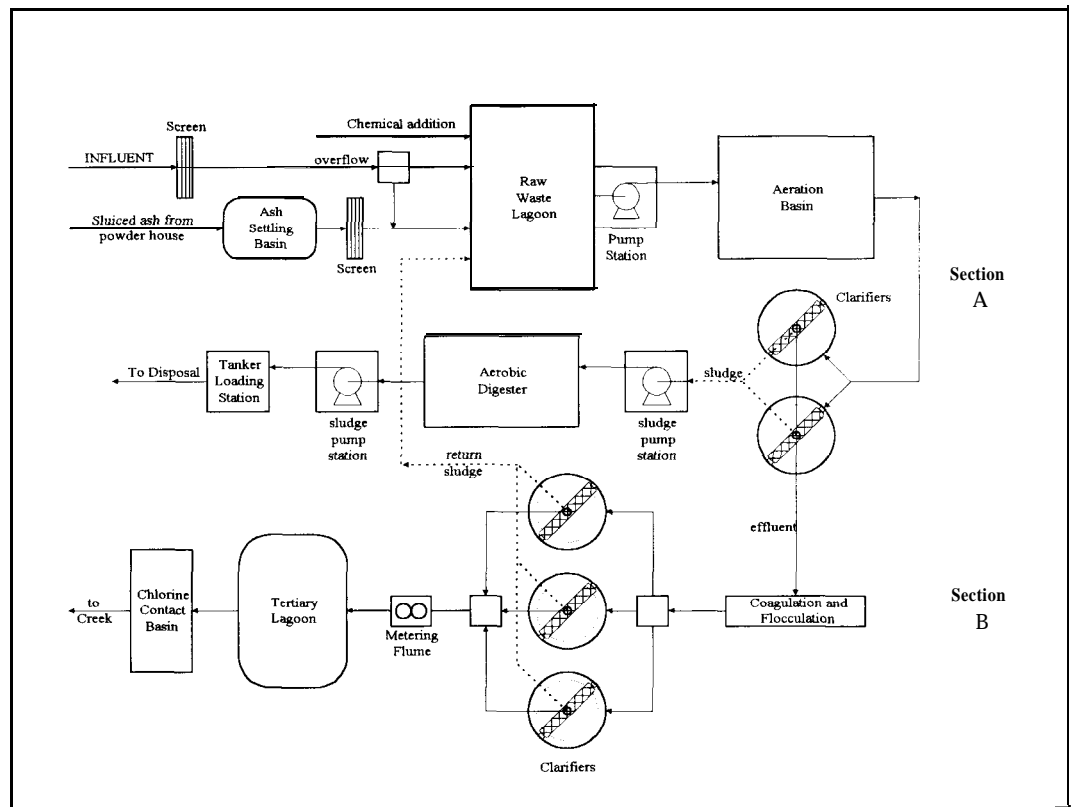 Screen
Chemical addition
INFLUENT
overflow
Sluiced ash from
powder house
Ash
Settling
Basin
Screen
Raw
Waste
Lagoon
Pump
Station
Aeration
Basin
Section
A
Clarifiers
To Disposal
Tanker
Loading
Station
sludge
pump
station
Aerobic
Digester
sludge
pump
station
sludge
return
sludge
effluent
to
Creek
Chlorine
Contact
Basin
Tertiary
Lagoon
Metering
Flume
Coagulation and
Flocculation
Section
B
Clarifiers